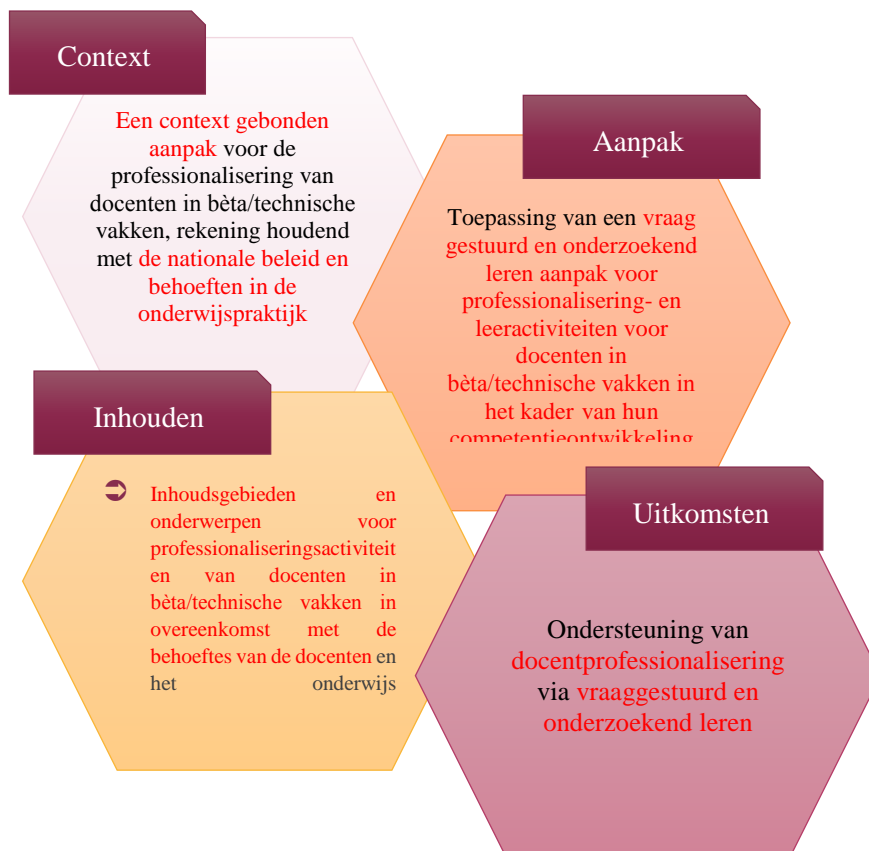 Context
Een context gebonden
aanpak voor de
professionalisering van
docenten in bèta/technische
vakken, rekening houdend
met de nationale beleid en
behoeften in de
onderwijspraktijk
Aanpak
Toepassing van een vraag
gestuurd en onderzoekend
leren aanpak voor
professionalisering- en
leeractiviteiten voor
docenten in
bèta/technische vakken in
het kader van hun
competentieontwikkeling
Inhouden
➲ Inhoudsgebieden en
onderwerpen voor
professionaliseringsactiviteit
en van docenten in
bèta/technische vakken in
overeenkomst met de
behoeftes van de docenten en
het onderwijs
Uitkomsten
Ondersteuning van
docentprofessionalisering
via vraaggestuurd en
onderzoekend leren